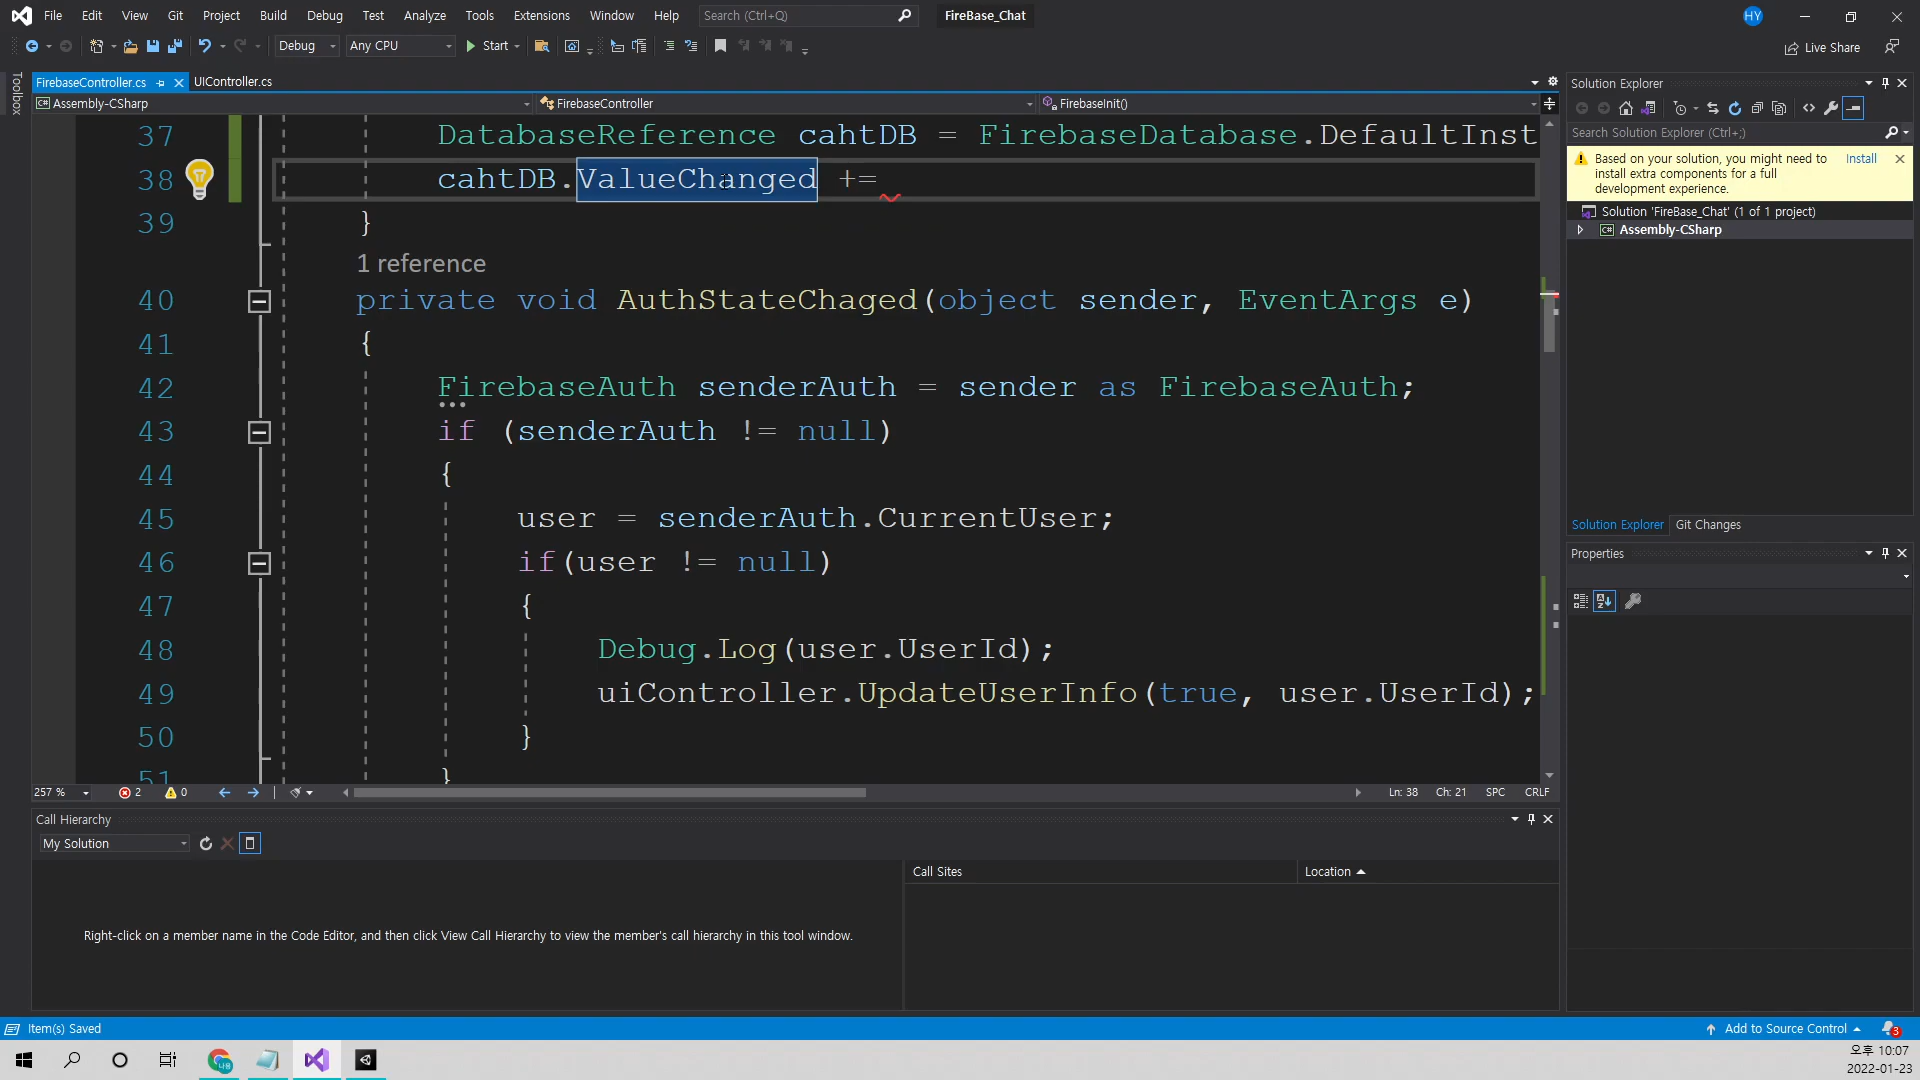 File Edit View Git Project Build Debug Test Analyze Tools Extensions Window Help Search (Ctrl+Q) FireBase_Chat HY
Debug Any CPU Start Live Share
Toolbox
FirebaseController.cs UIController.cs
Assembly-CSharp FirebaseController FirebaseInit()
37 DatabaseReference cahtDB = FirebaseDatabase.DefaultInst
38 cahtDB.ValueChanged +=
39 }
1 reference
40 private void AuthStateChaged(object sender, EventArgs e)
41 {
42 FirebaseAuth senderAuth = sender as FirebaseAuth;
43 if (senderAuth != null)
44 {
45 user = senderAuth.CurrentUser;
46 if(user != null)
47 {
48 Debug.Log(user.UserId);
49 uiController.UpdateUserInfo(true, user.UserId);
50 }
51 }
257 % 2 0 Ln: 38 Ch: 21 SPC CRLF
Call Hierarchy
My Solution
Call Sites Location
Right-click on a member name in the Code Editor, and then click View Call Hierarchy to view the member's call hierarchy in this tool window.
Solution Explorer
Search Solution Explorer (Ctrl+;)
Based on your solution, you might need to Install
install extra components for a full
development experience.
Solution 'FireBase_Chat' (1 of 1 project)
C# Assembly-CSharp
Solution Explorer Git Changes
Properties
Item(s) Saved Add to Source Control 3
오후 10:07
2022-01-23